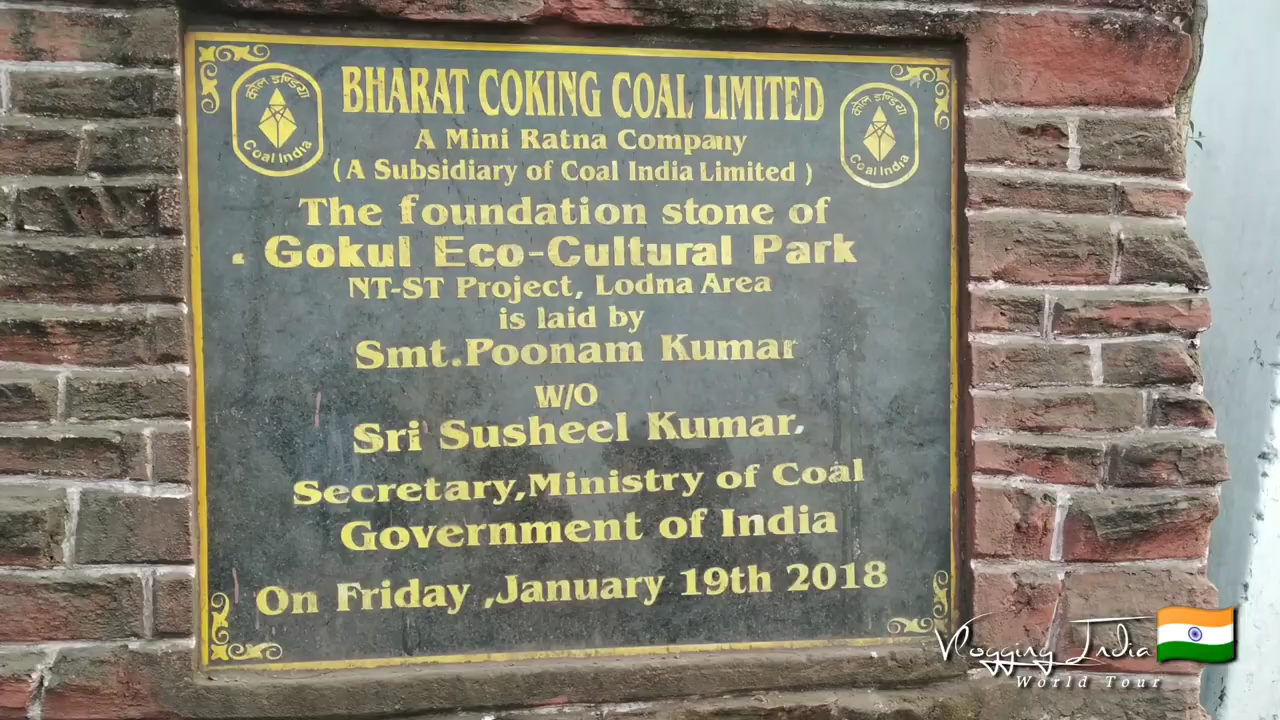 कोल इण्डिया
Coal India
BHARAT COKING COAL LIMITED
A Mini Ratna Company
(A Subsidiary of Coal India Limited )
कोल इण्डिया
Coal India
The foundation stone of
Gokul Eco-Cultural Park
NT-ST Project, Lodna Area
is laid by
Smt.Poonam Kumar
W/O
Sri Susheel Kumar,
Secretary,Ministry of Coal
Government of India
On Friday ,January 19th 2018
Vlogging India
World Tour